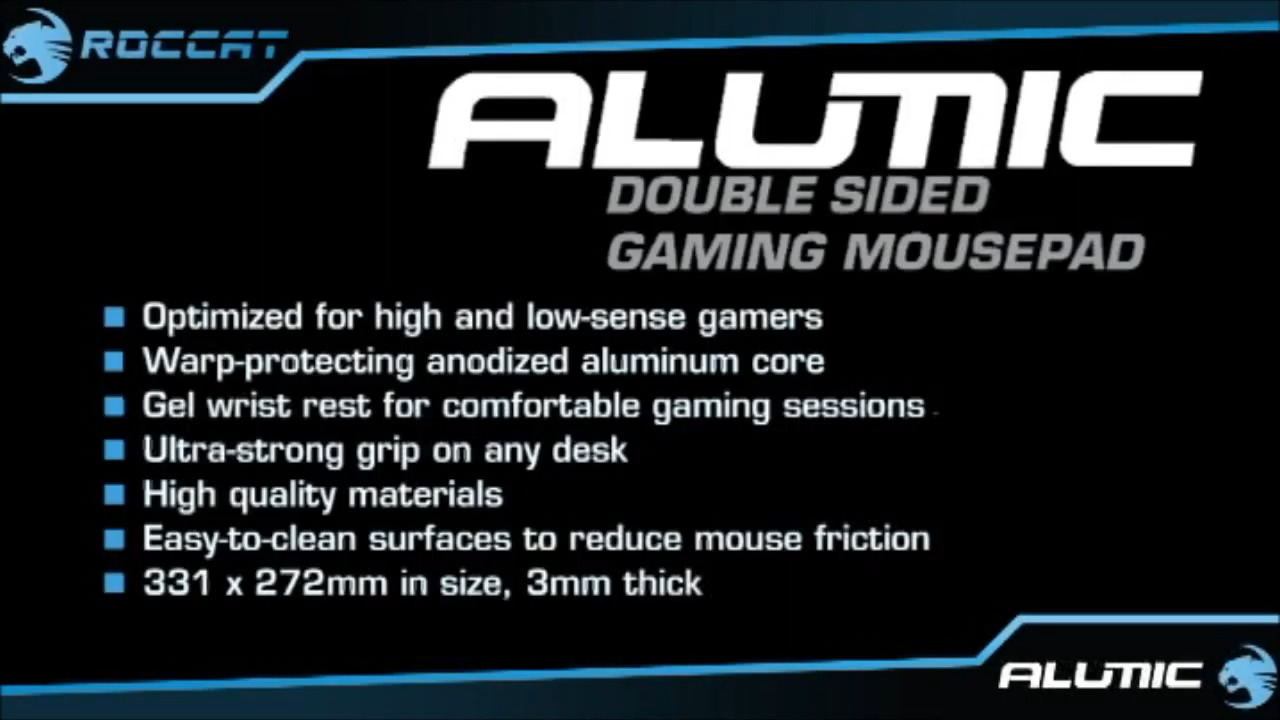 ROCCAT
ALUMIC
DOUBLE SIDED
GAMING MOUSEPAD
Optimized for high and low-sense gamers
Warp-protecting anodized aluminum core
Gel wrist rest for comfortable gaming sessions
Ultra-strong grip on any desk
High quality materials
Easy-to-clean surfaces to reduce mouse friction
331 x 272mm in size, 3mm thick
ALUMIC